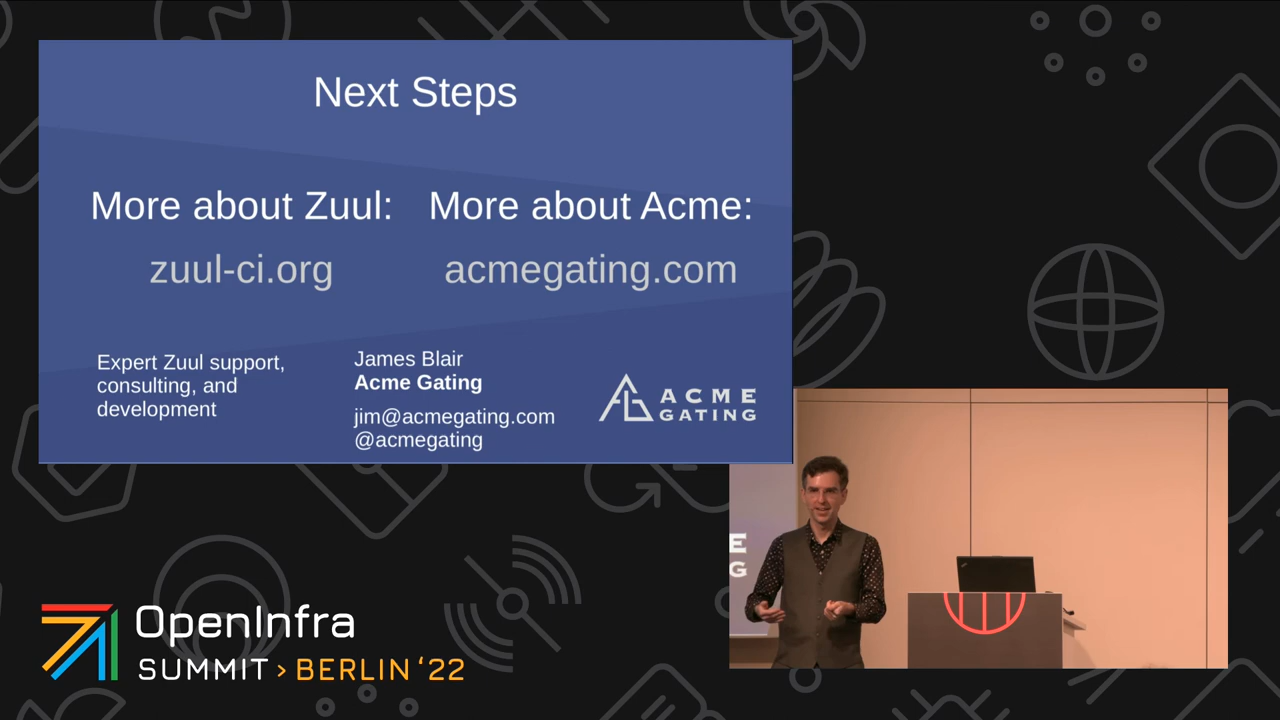 Next Steps
More about Zuul:
zuul-ci.org
More about Acme:
acmegating.com
Expert Zuul support,
consulting, and
development
James Blair
Acme Gating
jim@acmegating.com
@acmegating
ACME
GATING
E
G
OpenInfra
SUMMIT > BERLIN ‘22